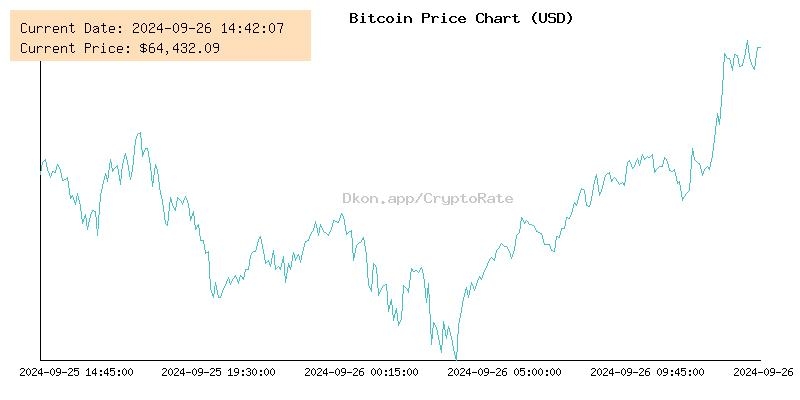 Bitcoin Price Chart (USD)
Current Date: 2024-09-26 14:42:07
Current Price: $64,432.09
Dkon.app/CryptoRate
2024-09-25 14:45:00
2024-09-25 19:30:00
2024-09-26 00:15:00
2024-09-26 05:00:00
2024-09-26 09:45:00
2024-09-26